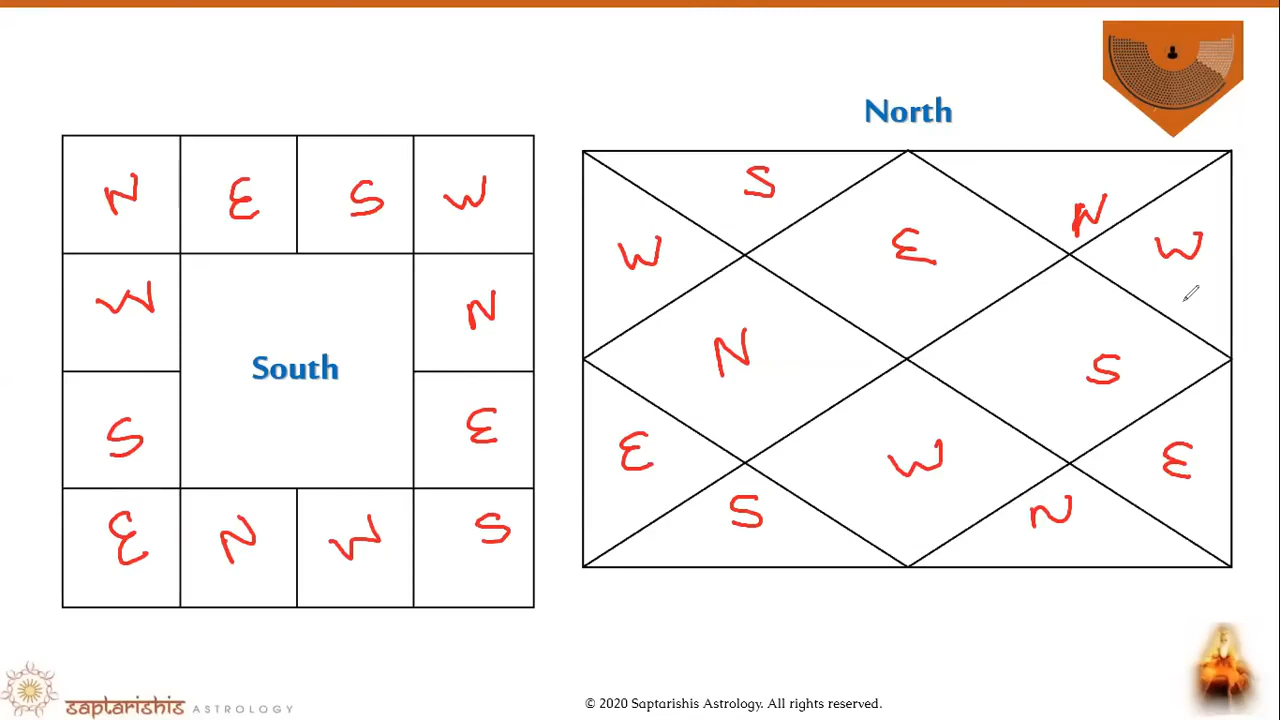 North
N E S W
W N
South
S E
E N W S
S N
W E W
N S
E W E
S N
saptarishis ASTROLOGY
© 2020 Saptarishis Astrology. All rights reserved.